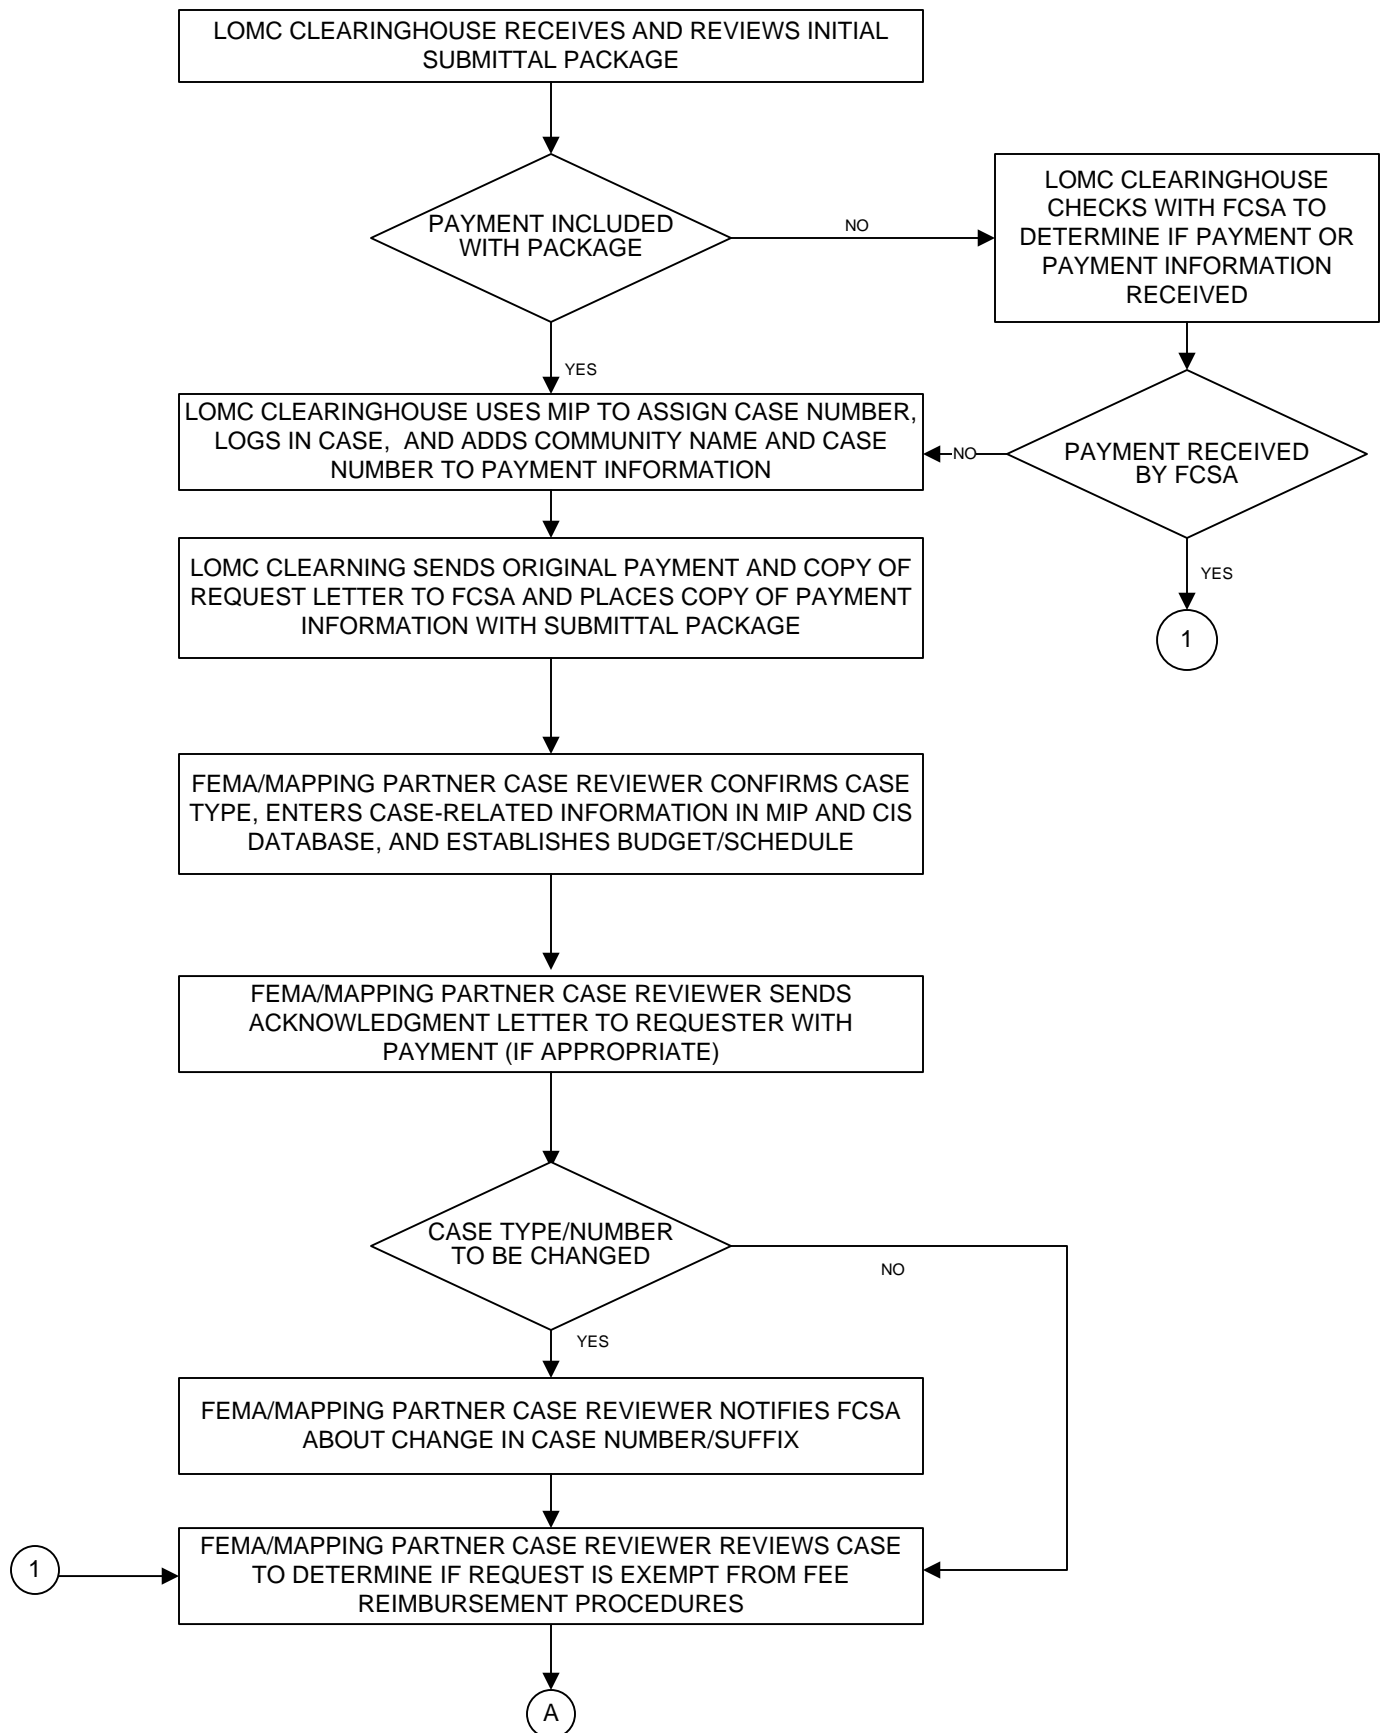 LOMC CLEARINGHOUSE RECEIVES AND REVIEWS INITIAL
SUBMITTAL PACKAGE
PAYMENT INCLUDED
WITH PACKAGE
NO
LOMC CLEARINGHOUSE
CHECKS WITH FCSA TO
DETERMINE IF PAYMENT OR
PAYMENT INFORMATION
RECEIVED
YES
LOMC CLEARINGHOUSE USES MIP TO ASSIGN CASE NUMBER,
LOGS IN CASE, AND ADDS COMMUNITY NAME AND CASE
NUMBER TO PAYMENT INFORMATION
NO
PAYMENT RECEIVED
BY FCSA
YES
1
LOMC CLEARNING SENDS ORIGINAL PAYMENT AND COPY OF
REQUEST LETTER TO FCSA AND PLACES COPY OF PAYMENT
INFORMATION WITH SUBMITTAL PACKAGE
FEMA/MAPPING PARTNER CASE REVIEWER CONFIRMS CASE
TYPE, ENTERS CASE-RELATED INFORMATION IN MIP AND CIS
DATABASE, AND ESTABLISHES BUDGET/SCHEDULE
FEMA/MAPPING PARTNER CASE REVIEWER SENDS
ACKNOWLEDGMENT LETTER TO REQUESTER WITH
PAYMENT (IF APPROPRIATE)
CASE TYPE/NUMBER
TO BE CHANGED
NO
YES
FEMA/MAPPING PARTNER CASE REVIEWER NOTIFIES FCSA
ABOUT CHANGE IN CASE NUMBER/SUFFIX
1
FEMA/MAPPING PARTNER CASE REVIEWER REVIEWS CASE
TO DETERMINE IF REQUEST IS EXEMPT FROM FEE
REIMBURSEMENT PROCEDURES
A